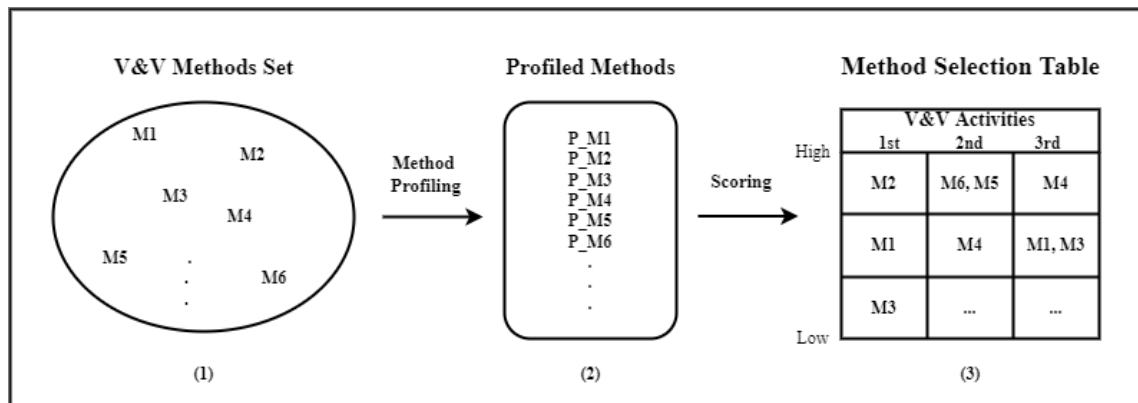 V&V Methods Set
M1
M2
M3
M4
M5
M6
.
.
.
(1)
Method
Profiling
Profiled Methods
P_M1
P_M2
P_M3
P_M4
P_M5
P_M6
.
.
.
(2)
Scoring
Method Selection Table
V&V Activities
1st 2nd 3rd
High
M2 M6, M5 M4
M1 M4 M1, M3
M3 ... ...
Low
(3)